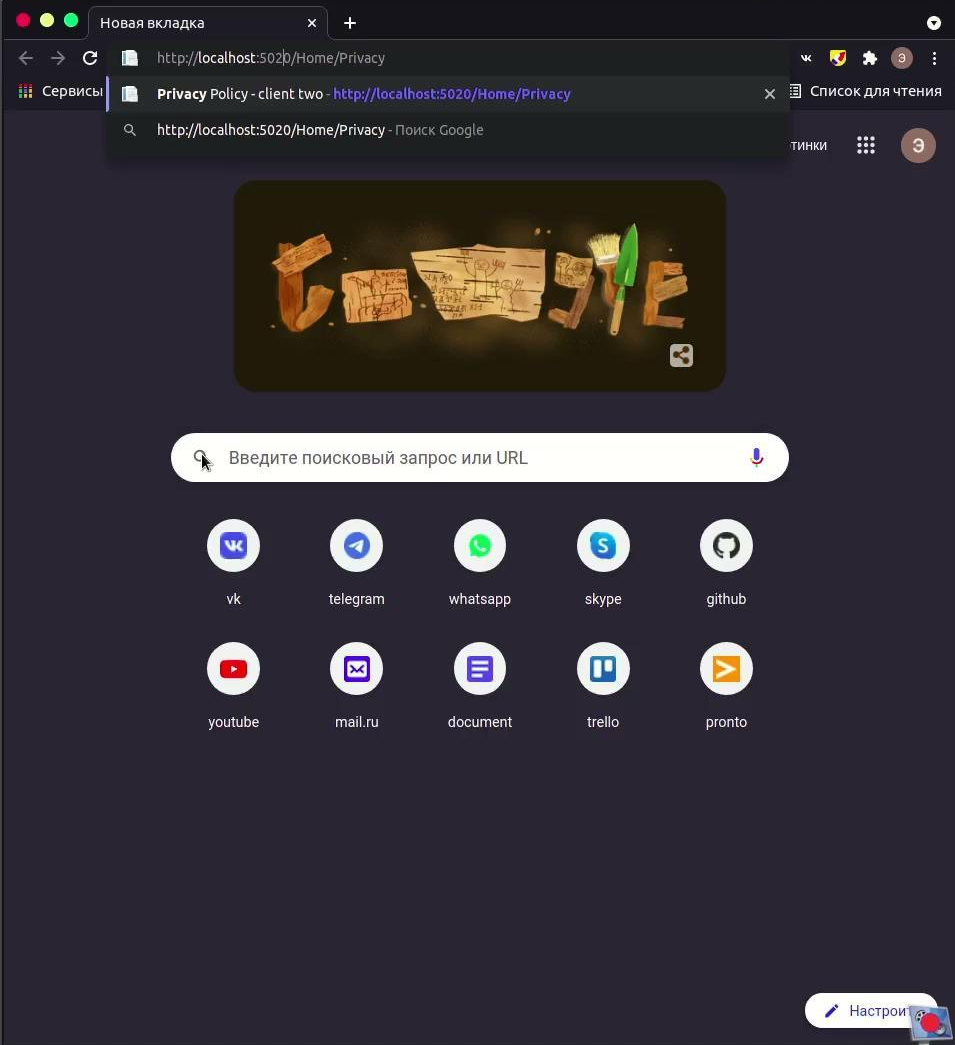 Новая вкладка
http://localhost:5020/Home/Privacy
Сервисы
Privacy Policy - client two - http://localhost:5020/Home/Privacy
Список для чтения
http://localhost:5020/Home/Privacy - Поиск Google
Э
Введите поисковый запрос или URL
vk
telegram
whatsapp
skype
github
youtube
mail.ru
document
trello
pronto